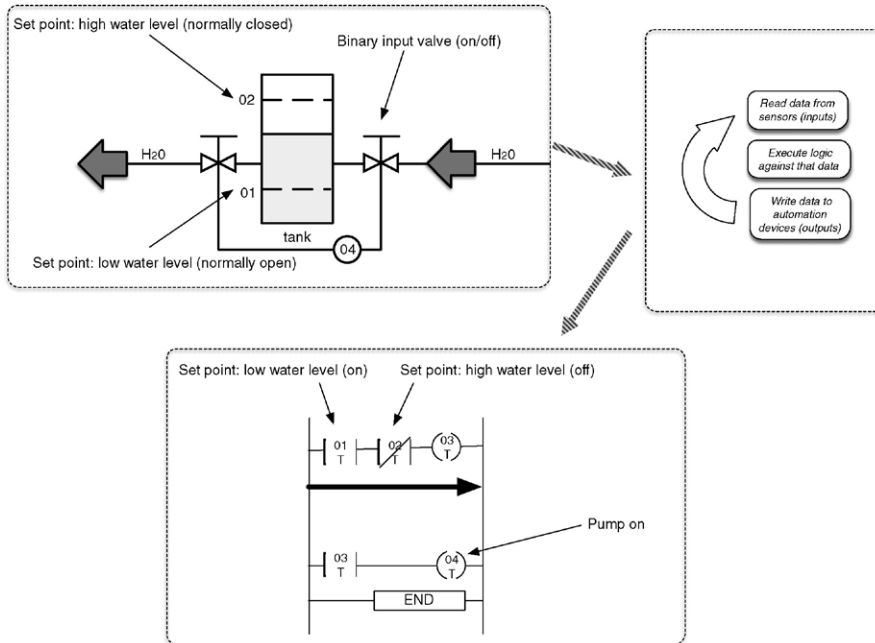 Set point: high water level (normally closed)
Binary input valve (on/off)
02
H20
H20
01
tank
04
Set point: low water level (normally open)
Read data from
sensors (inputs)
Execute logic
against that data
Write data to
automation
devices (outputs)
Set point: low water level (on)
Set point: high water level (off)
01
T
02
T
03
T
Pump on
03
T
04
T
END